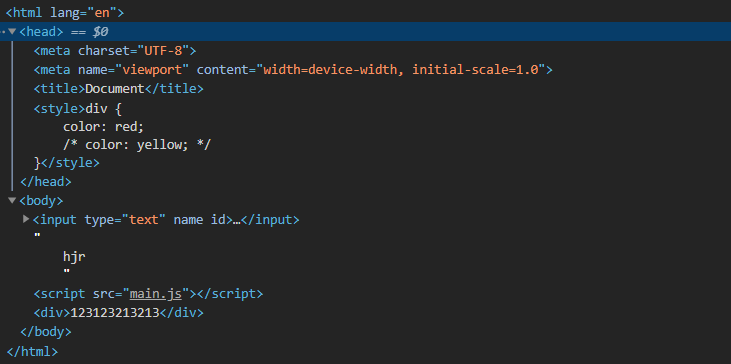 <html lang="en">
<head> == $0
<meta charset="UTF-8">
<meta name="viewport" content="width=device-width, initial-scale=1.0">
<title>Document</title>
<style>div {
color: red;
/* color: yellow; */
}</style>
</head>
<body>
<input type="text" name id>…</input>
"
hjr
"
<script src="main.js"></script>
<div>123123213213</div>
</body>
</html>